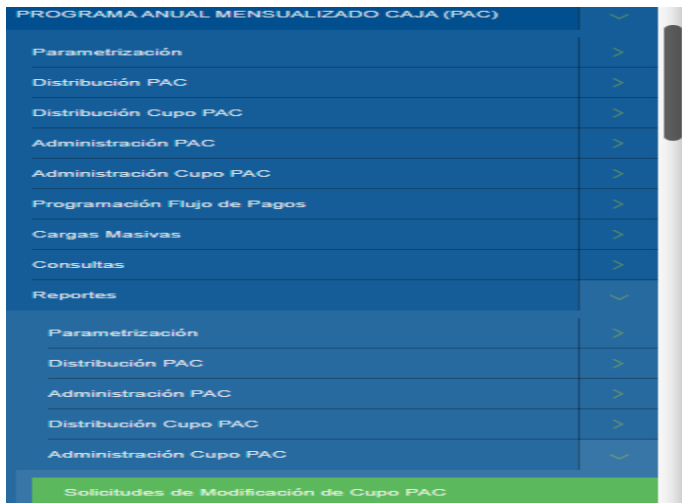 PROGRAMA ANUAL MENSUALIZADO CAJA (PAC)
Parametrización
Distribución PAC
Distribución Cupo PAC
Administración PAC
Administración Cupo PAC
Programación Flujo de Pagos
Cargas Masivas
Consultas
Reportes
Parametrización
Distribución PAC
Administración PAC
Distribución Cupo PAC
Administración Cupo PAC
Solicitudes de Modificación de Cupo PAC